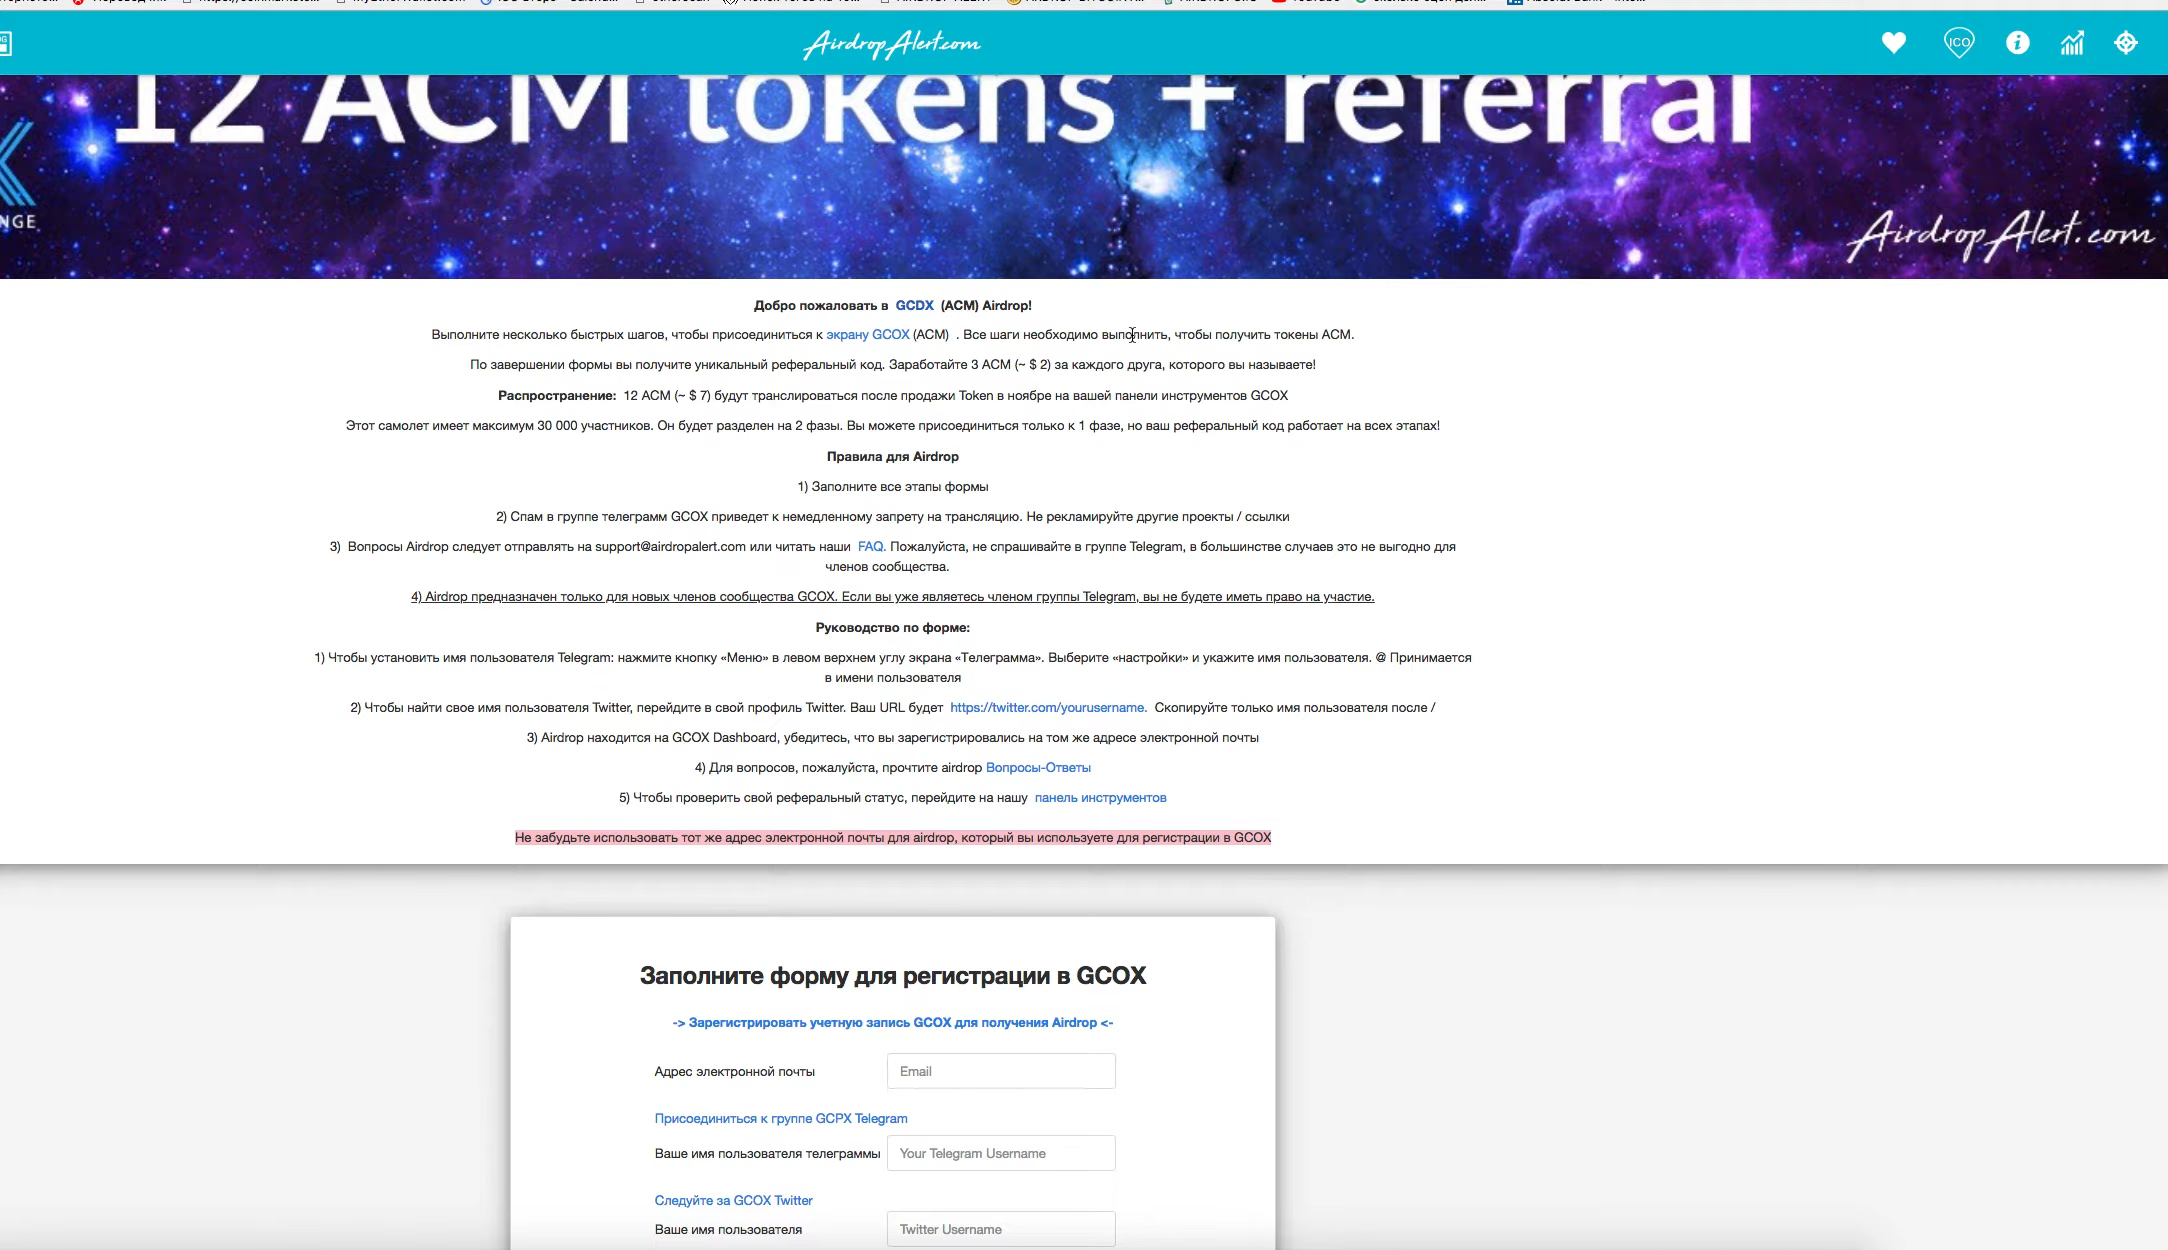 AirdropAlert.com
12 ACM tokens + referral
NGE
AirdropAlert.com
Добро пожаловать в GCDX (ACM) Airdrop!
Выполните несколько быстрых шагов, чтобы присоединиться к экрану GCOX (ACM) . Все шаги необходимо выполнить, чтобы получить токены ACM.
По завершении формы вы получите уникальный реферальный код. Заработайте 3 ACM (~ $ 2) за каждого друга, которого вы называете!
Распространение: 12 ACM (~ $ 7) будут транслироваться после продажи Token в ноябре на вашей панели инструментов GCOX
Этот самолет имеет максимум 30 000 участников. Он будет разделен на 2 фазы. Вы можете присоединиться только к 1 фазе, но ваш реферальный код работает на всех этапах!
Правила для Airdrop
1) Заполните все этапы формы
2) Спам в группе телеграмм GCOX приведет к немедленному запрету на трансляцию. Не рекламируйте другие проекты / ссылки
3) Вопросы Airdrop следует отправлять на support@airdropalert.com или читать наши FAQ. Пожалуйста, не спрашивайте в группе Telegram, в большинстве случаев это не выгодно для
членов сообщества.
4) Airdrop предназначен только для новых членов сообщества GCOX. Если вы уже являетесь членом группы Telegram, вы не будете иметь право на участие.
Руководство по форме:
1) Чтобы установить имя пользователя Telegram: нажмите кнопку «Меню» в левом верхнем углу экрана «Телеграмма». Выберите «настройки» и укажите имя пользователя. @ Принимается
в имени пользователя
2) Чтобы найти свое имя пользователя Twitter, перейдите в свой профиль Twitter. Ваш URL будет https://twitter.com/yourusername. Скопируйте только имя пользователя после /
3) Airdrop находится на GCOX Dashboard, убедитесь, что вы зарегистрировались на том же адресе электронной почты
4) Для вопросов, пожалуйста, прочтите airdrop Вопросы-Ответы
5) Чтобы проверить свой реферальный статус, перейдите на нашу панель инструментов
Не забудьте использовать тот же адрес электронной почты для airdrop, который вы используете для регистрации в GCOX
Заполните форму для регистрации в GCOX
-> Зарегистрировать учетную запись GCOX для получения Airdrop <-
Адрес электронной почты Email
Присоединиться к группе GCPX Telegram
Ваше имя пользователя телеграммы Your Telegram Username
Следуйте за GCOX Twitter
Ваше имя пользователя Twitter Username